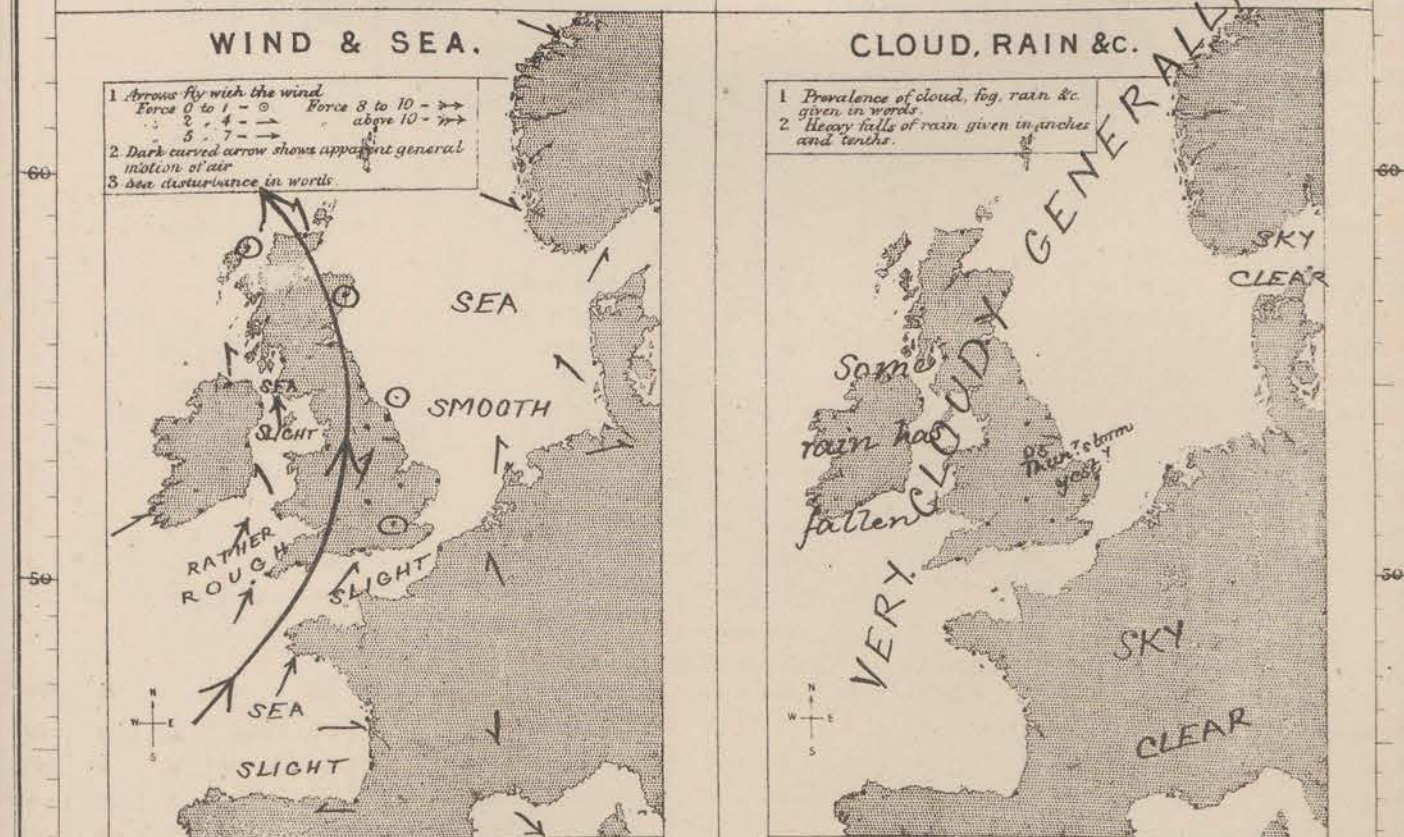 WIND & SEA.
1 Arrows fly with the wind
Force 0 to 1 - ⊙ Force 8 to 10 -
" 2 " 4 - " above 10 -
" 5 " 7 -
2 Dark curved arrow shows apparent general
motion of air
3 Sea disturbance in words.
60
SEA
SMOOTH
SEA
SLIGHT
RATHER
ROUGH
SLIGHT
50
SEA
SLIGHT
N
W E
S
CLOUD, RAIN &c.
1 Prevalence of cloud, fog, rain &c.
given in words.
2 Heavy falls of rain given in inches
and tenths.
60
VERY CLOUDY GENERALLY
SKY
CLEAR
Some
rain has
fallen
Thun: storm
yesty
50
SKY
CLEAR
N
W E
S